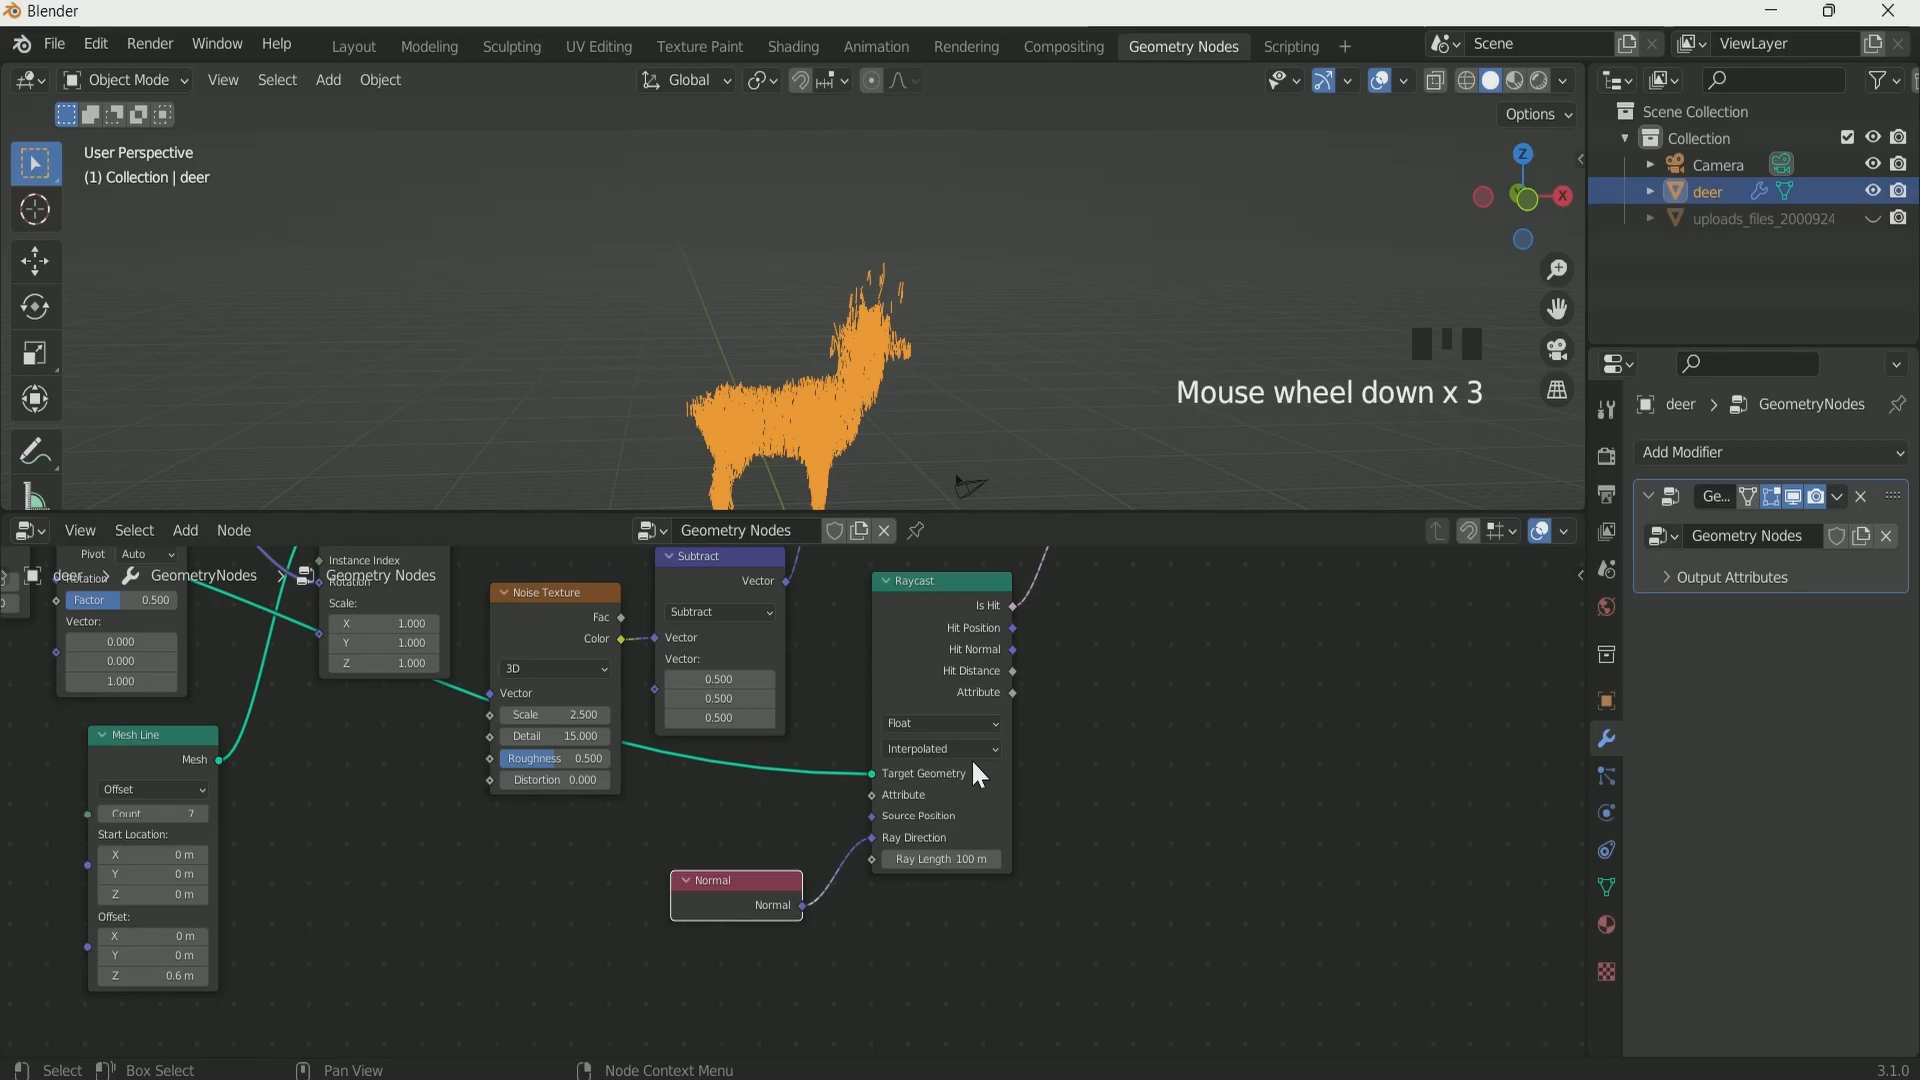 Blender
File Edit Render Window Help Layout Modeling Sculpting UV Editing Texture Paint Shading Animation Rendering Compositing Geometry Nodes Scripting + Scene ViewLayer
Object Mode View Select Add Object Global
Options
User Perspective
(1) Collection | deer
Z
X
Mouse wheel down x 3
Scene Collection
Collection
Camera
deer
uploads_files_2000924
deer > GeometryNodes
Add Modifier
Ge...
Geometry Nodes
Output Attributes
View Select Add Node Geometry Nodes
deer > GeometryNodes > Geometry Nodes
Pivot Auto
Rotation
Factor 0.500
Vector:
0.000
0.000
1.000
Instance Index
Rotation
Scale:
X 1.000
Y 1.000
Z 1.000
Mesh Line
Mesh
Offset
Count 7
Start Location:
X 0 m
Y 0 m
Z 0 m
Offset:
X 0 m
Y 0 m
Z 0.6 m
Noise Texture
Fac
Color
3D
Vector
Scale 2.500
Detail 15.000
Roughness 0.500
Distortion 0.000
Subtract
Vector
Subtract
Vector
Vector:
0.500
0.500
0.500
Raycast
Is Hit
Hit Position
Hit Normal
Hit Distance
Attribute
Float
Interpolated
Target Geometry
Attribute
Source Position
Ray Direction
Ray Length 100 m
Normal
Normal
Select Box Select Pan View Node Context Menu 3.1.0